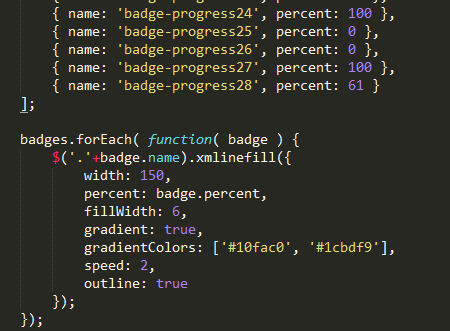 { name: 'badge-progress24', percent: 100 },
{ name: 'badge-progress25', percent: 0 },
{ name: 'badge-progress26', percent: 0 },
{ name: 'badge-progress27', percent: 100 },
{ name: 'badge-progress28', percent: 61 }
];
badges.forEach( function( badge ) {
$('.'+badge.name).xmlinefill({
width: 150,
percent: badge.percent,
fillWidth: 6,
gradient: true,
gradientColors: ['#10fac0', '#1cbdf9'],
speed: 2,
outline: true
});
});